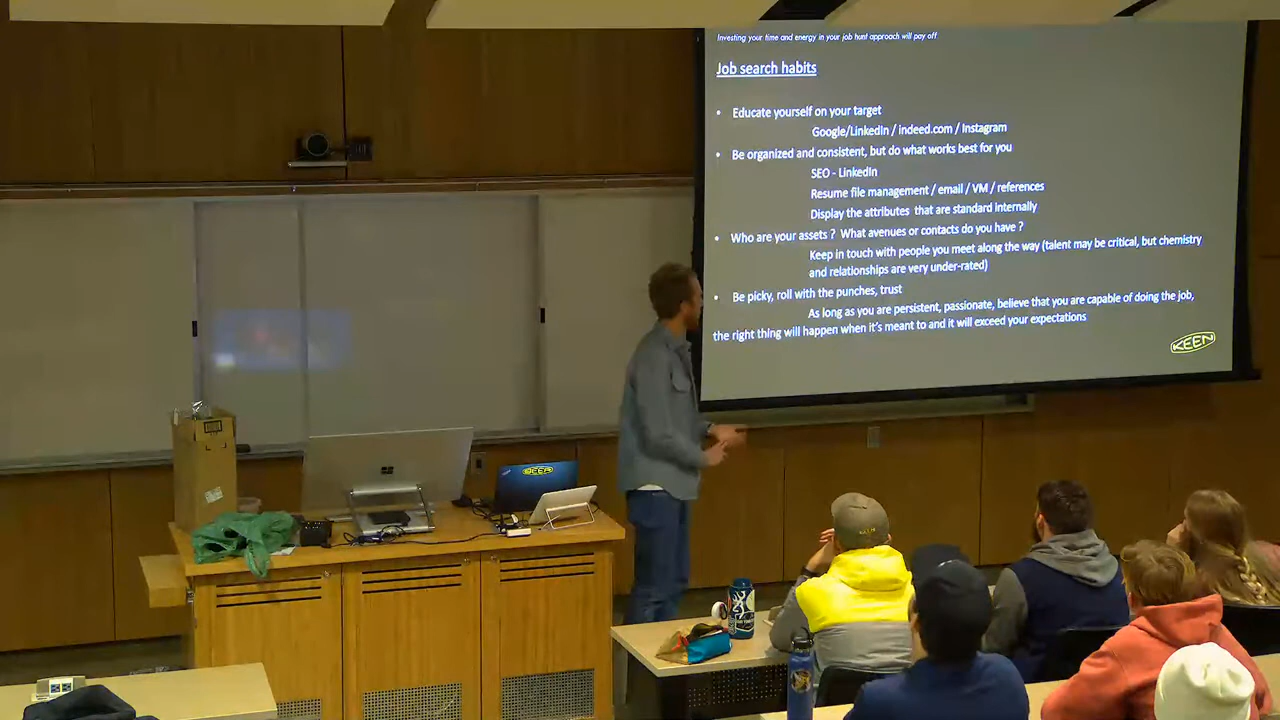 Investing your time and energy in your job hunt approach will pay off
Job search habits
• Educate yourself on your target
Google/LinkedIn / indeed.com / Instagram
• Be organized and consistent, but do what works best for you
SEO - LinkedIn
Resume file management / email / VM / references
Display the attributes that are standard internally
• Who are your assets ? What avenues or contacts do you have ?
Keep in touch with people you meet along the way (talent may be critical, but chemistry
and relationships are very under-rated)
• Be picky, roll with the punches, trust
As long as you are persistent, passionate, believe that you are capable of doing the job,
the right thing will happen when it's meant to and it will exceed your expectations
KEEN
KEEN